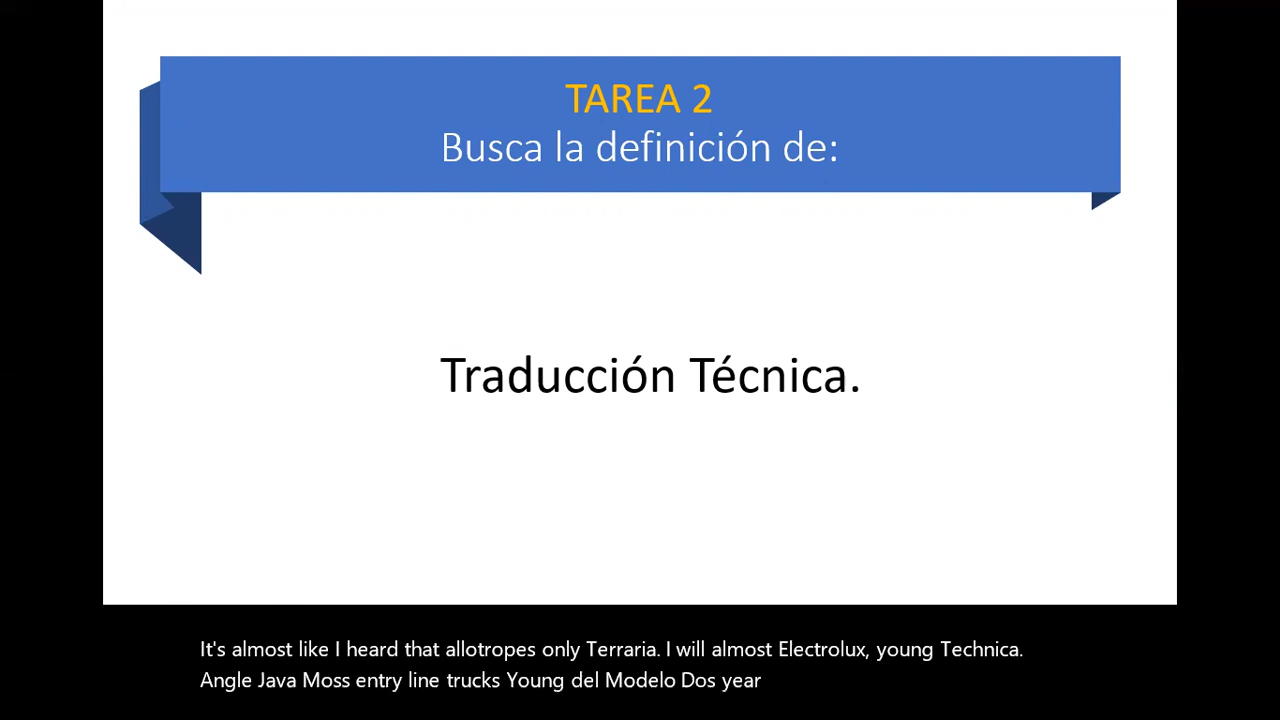 TAREA 2
Busca la definición de:
Traducción Técnica.
It's almost like I heard that allotropes only Terraria. I will almost Electrolux, young Technica.
Angle Java Moss entry line trucks Young del Modelo Dos year